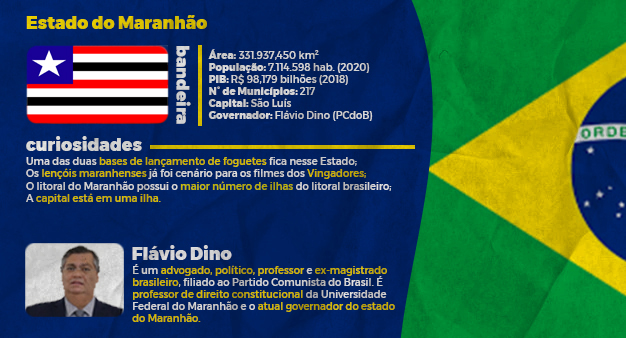 Estado do Maranhão
bandeira
Área: 331.937,450 km²
População: 7.114.598 hab. (2020)
PIB: R$ 98,179 bilhões (2018)
N° de Municípios: 217
Capital: São Luís
Governador: Flávio Dino (PCdoB)
ORDE
curiosidades
Uma das duas bases de lançamento de foguetes fica nesse Estado;
Os lençóis maranhenses já foi cenário para os filmes dos Vingadores;
O litoral do Maranhão possui o maior número de ilhas do litoral brasileiro;
A capital está em uma ilha.
Flávio Dino
É um advogado, político, professor e ex-magistrado
brasileiro, filiado ao Partido Comunista do Brasil. É
professor de direito constitucional da Universidade
Federal do Maranhão e o atual governador do estado
do Maranhão.